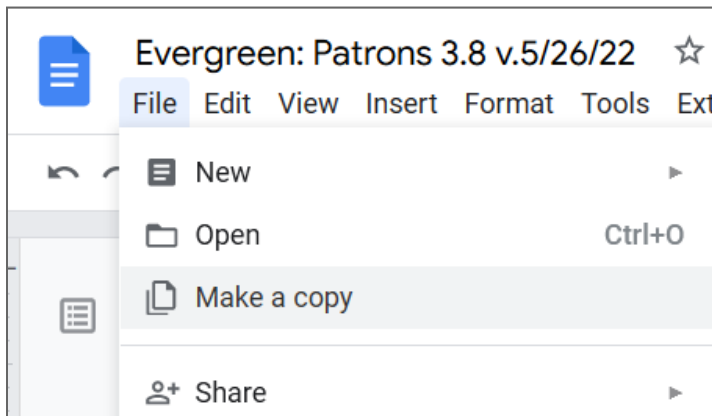 Evergreen: Patrons 3.8 v.5/26/22
File Edit View Insert Format Tools Ext
New
Open Ctrl+O
Make a copy
Share